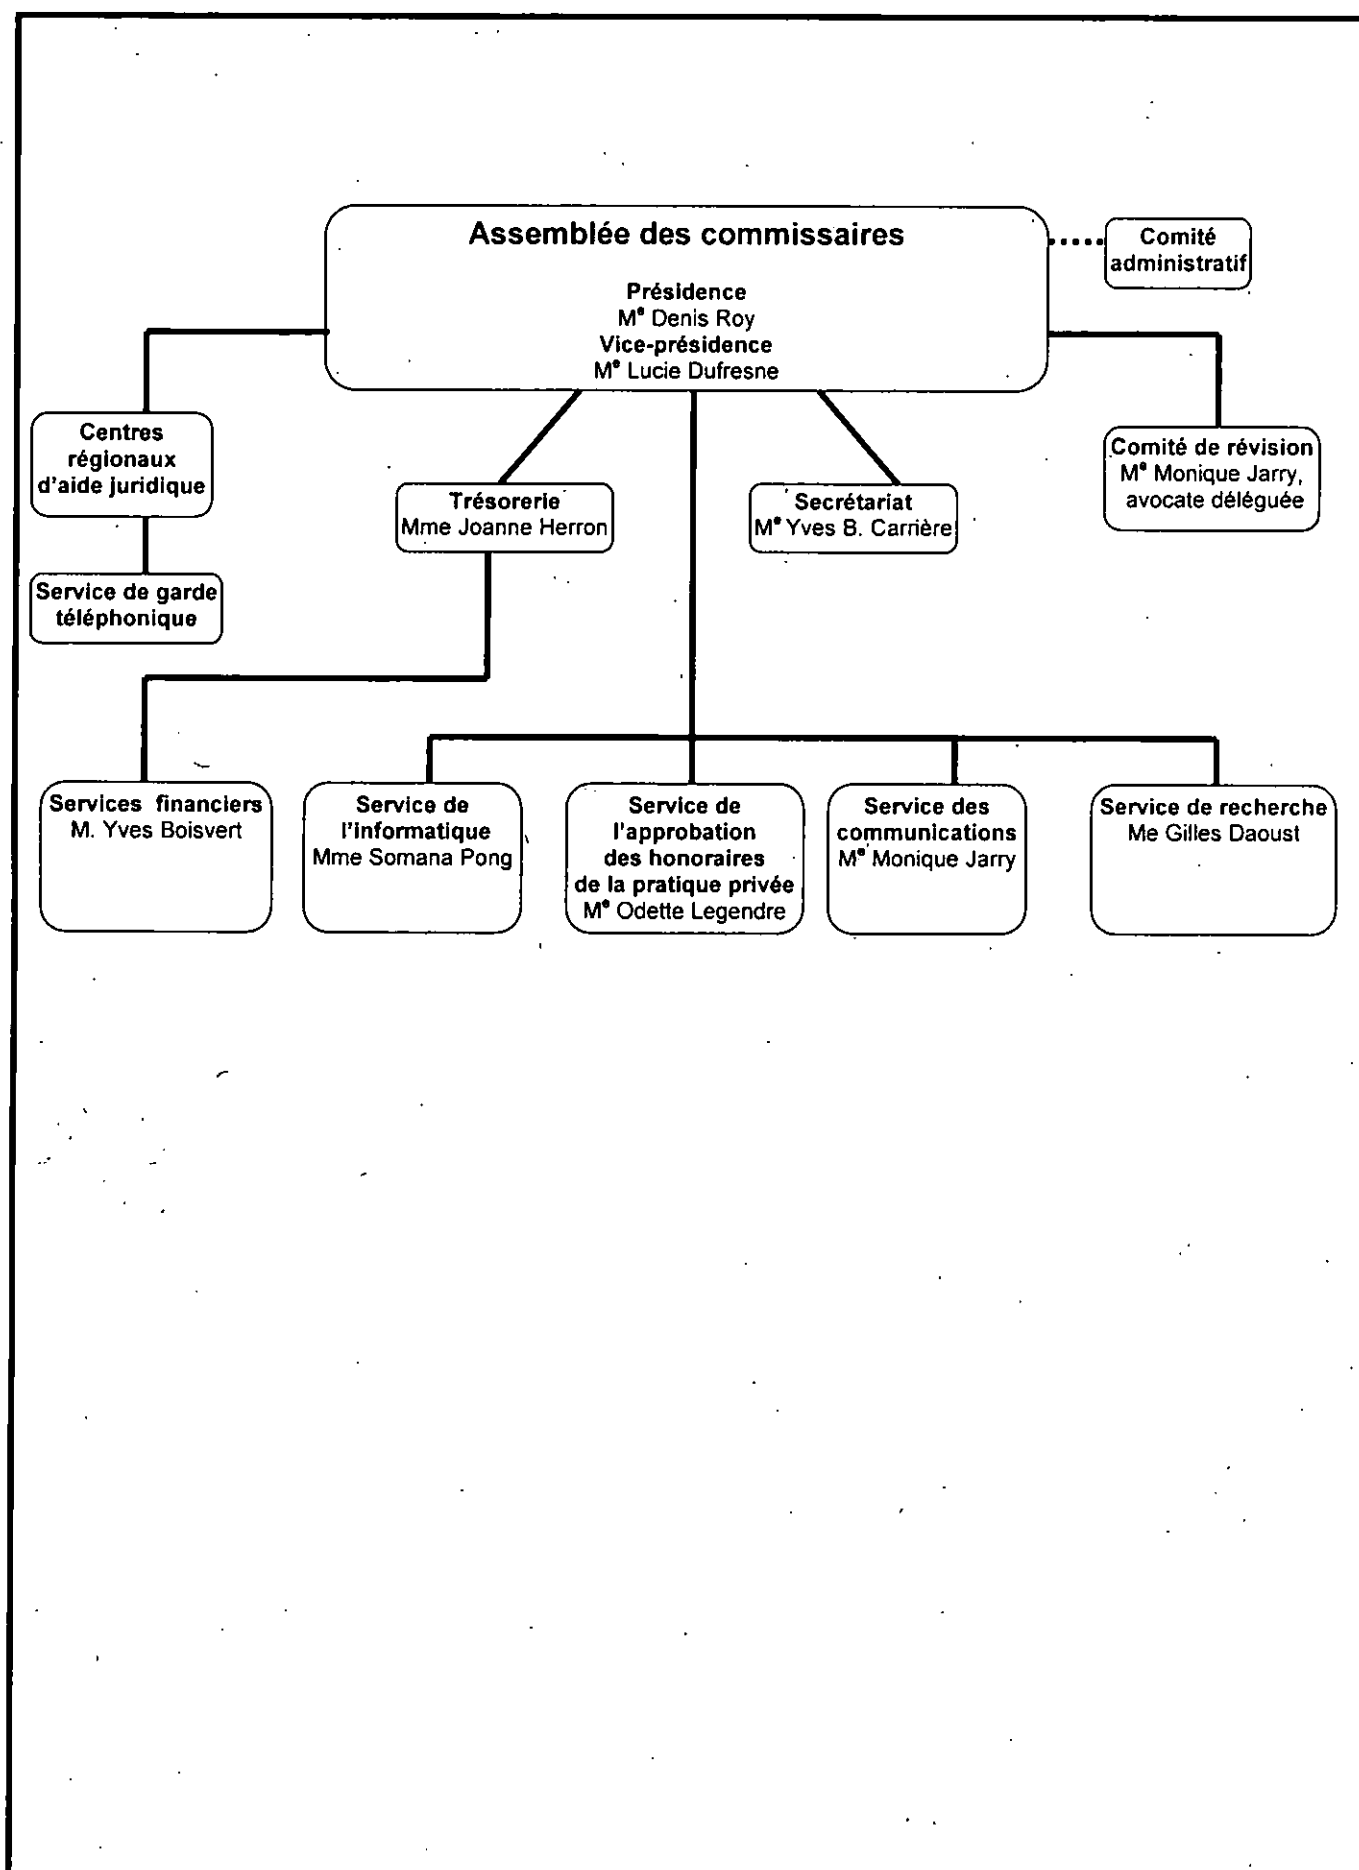 Assemblée des commissaires
Présidence
Mᵉ Denis Roy
Vice-présidence
Mᵉ Lucie Dufresne
Comité
administratif
Centres
régionaux
d'aide juridique
Service de garde
téléphonique
Trésorerie
Mme Joanne Herron
Secrétariat
Mᵉ Yves B. Carrière
Comité de révision
Mᵉ Monique Jarry,
avocate déléguée
Services financiers
M. Yves Boisvert
Service de
l'informatique
Mme Somana Pong
Service de
l'approbation
des honoraires
de la pratique privée
Mᵉ Odette Legendre
Service des
communications
Mᵉ Monique Jarry
Service de recherche
Me Gilles Daoust